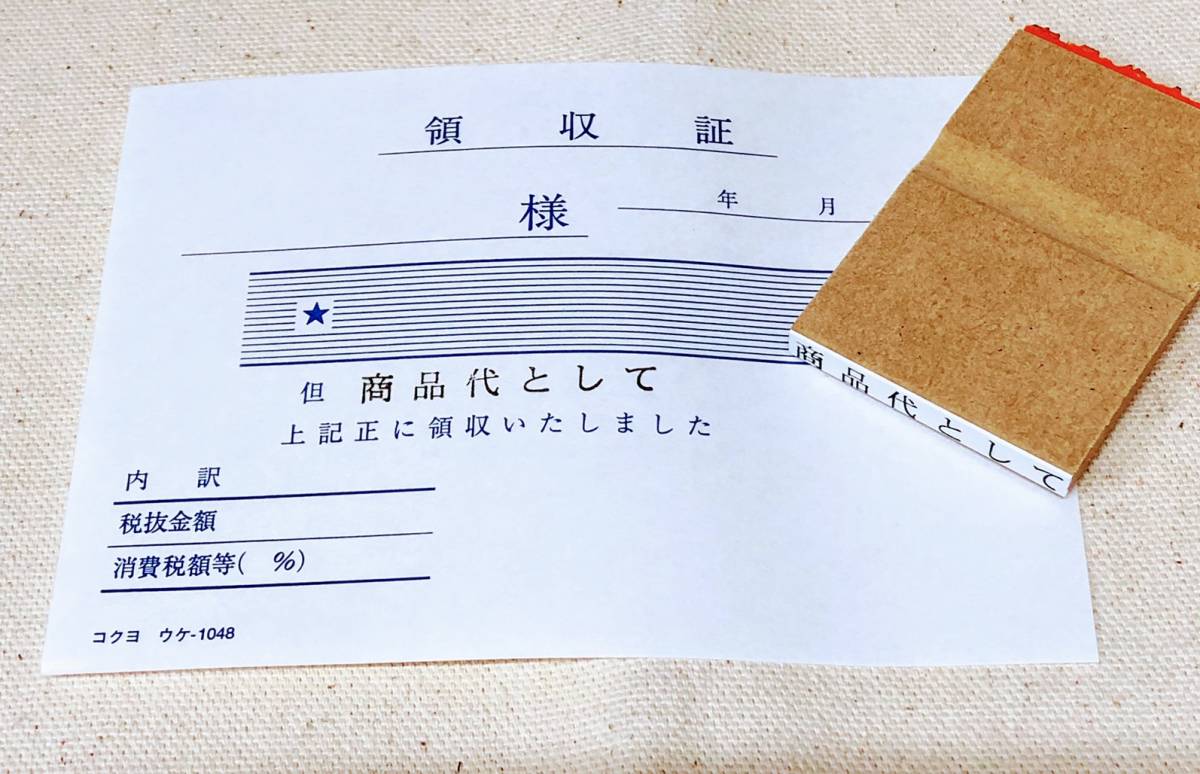 領収証
様
年 月
★
但 商品代として
上記正に領収いたしました
内訳
税抜金額
消費税額等( %)
コクヨ ウケ-1048
商品代として